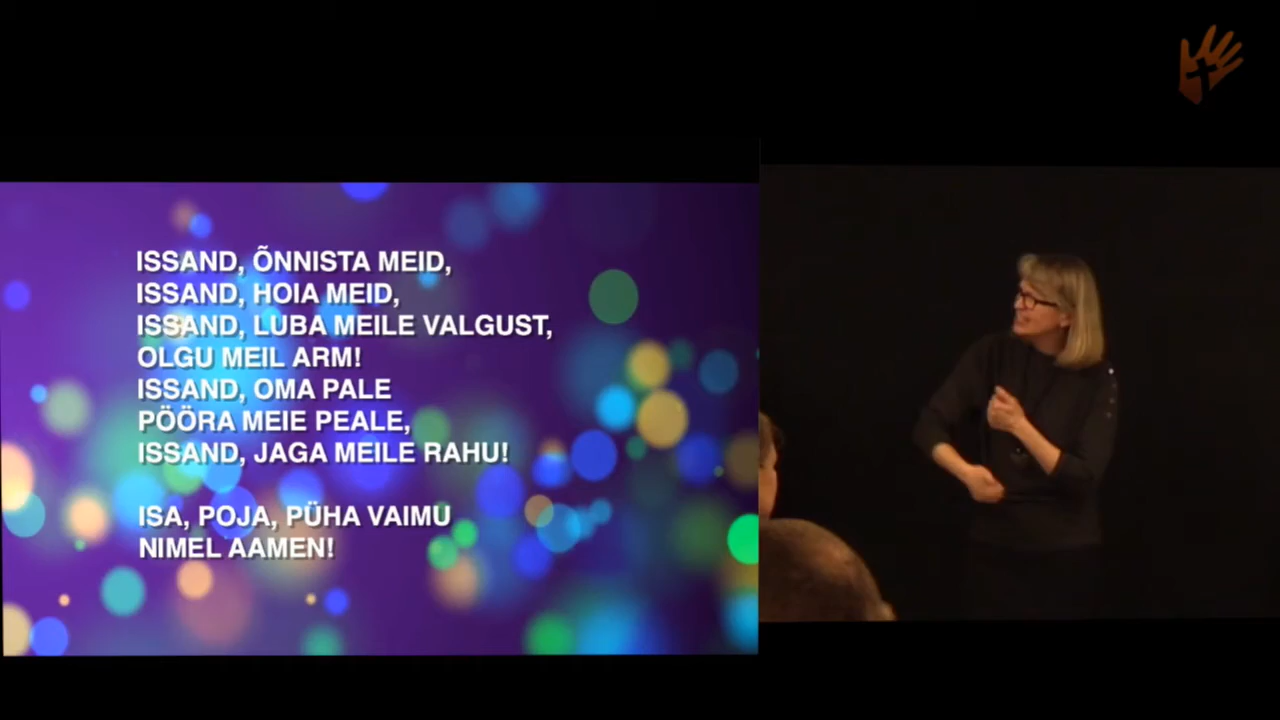 ISSAND, ÕNNISTA MEID,
ISSAND, HOIA MEID,
ISSAND, LUBA MEILE VALGUST,
OLGU MEIL ARM!
ISSAND, OMA PALE
PÖÖRA MEIE PEALE,
ISSAND, JAGA MEILE RAHU!
ISA, POJA, PÜHA VAIMU
NIMEL AAMEN!